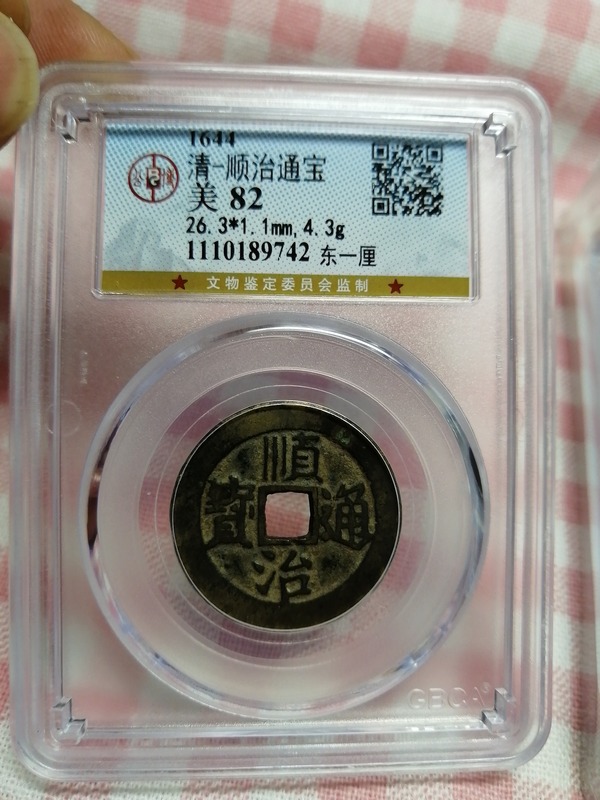 1644
清-顺治通宝
美 82
26.3*1.1mm,4.3g
1110189742 东一厘
★ 文物鉴定委员会监制 ★
順
寶 通
治
GBCA